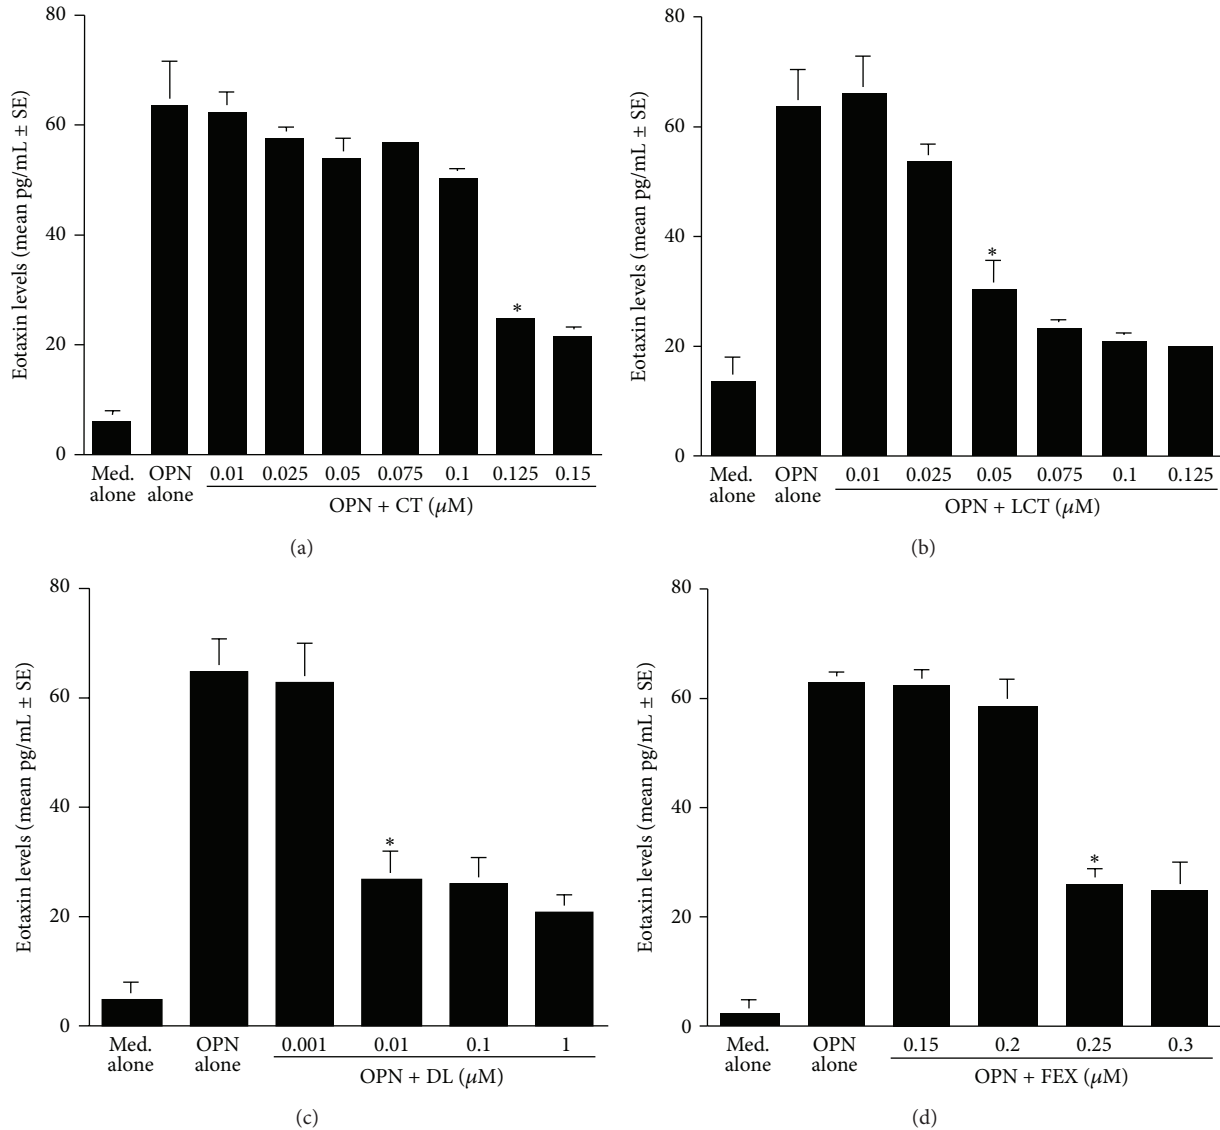 80
60
40
20
0
Eotaxin levels (mean pg/mL ± SE)
*
Med. alone
OPN alone
0.01 0.025 0.05 0.075 0.1 0.125 0.15
OPN + CT (μM)
(a)
80
60
40
20
0
Eotaxin levels (mean pg/mL ± SE)
*
Med. alone
OPN alone
0.01 0.025 0.05 0.075 0.1 0.125
OPN + LCT (μM)
(b)
80
60
40
20
0
Eotaxin levels (mean pg/mL ± SE)
*
Med. alone
OPN alone
0.001 0.01 0.1 1
OPN + DL (μM)
(c)
80
60
40
20
0
Eotaxin levels (mean pg/mL ± SE)
*
Med. alone
OPN alone
0.15 0.2 0.25 0.3
OPN + FEX (μM)
(d)